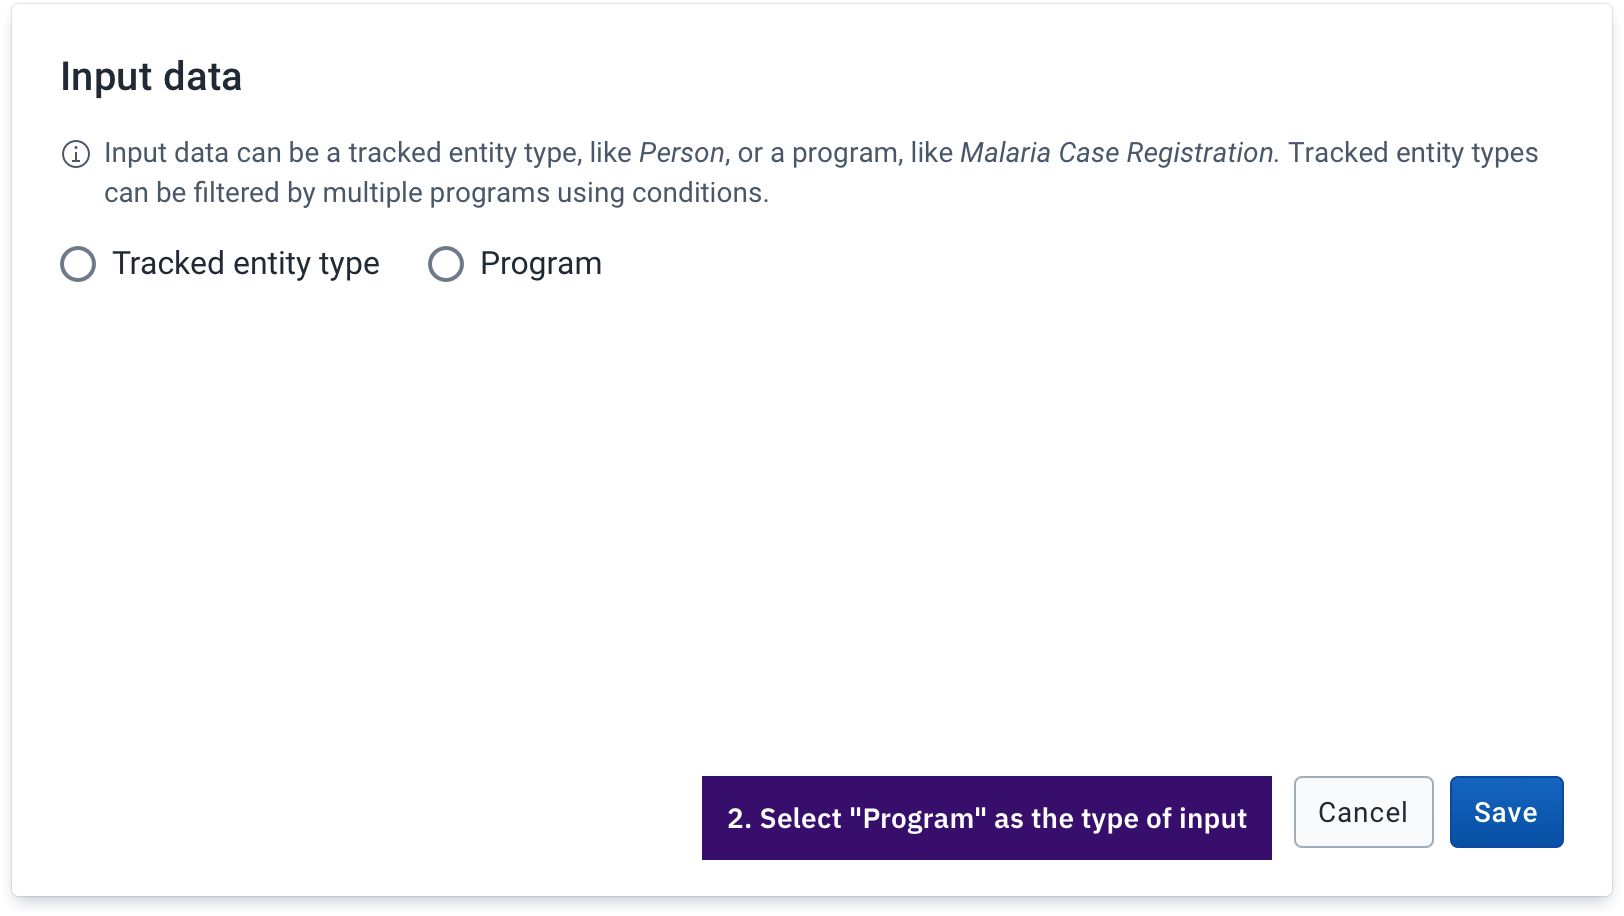 Input data
Input data can be a tracked entity type, like Person, or a program, like Malaria Case Registration. Tracked entity types
can be filtered by multiple programs using conditions.
Tracked entity type Program
2. Select "Program" as the type of input Cancel Save